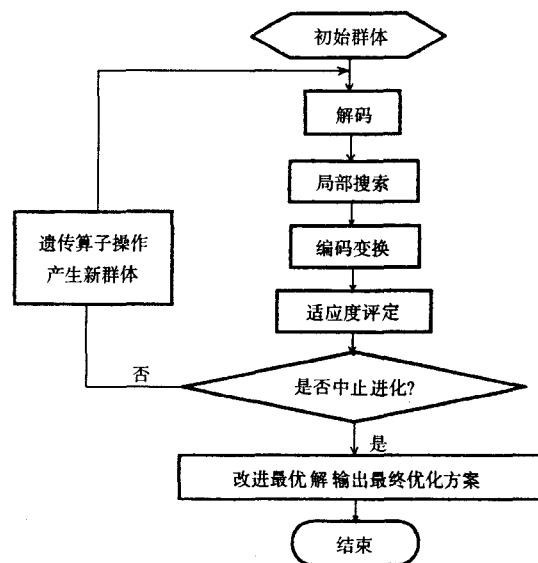 初始群体
解码
局部搜索
编码变换
适应度评定
是否中止进化?
否
遗传算子操作
产生新群体
是
改进最优解 输出最终优化方案
结束